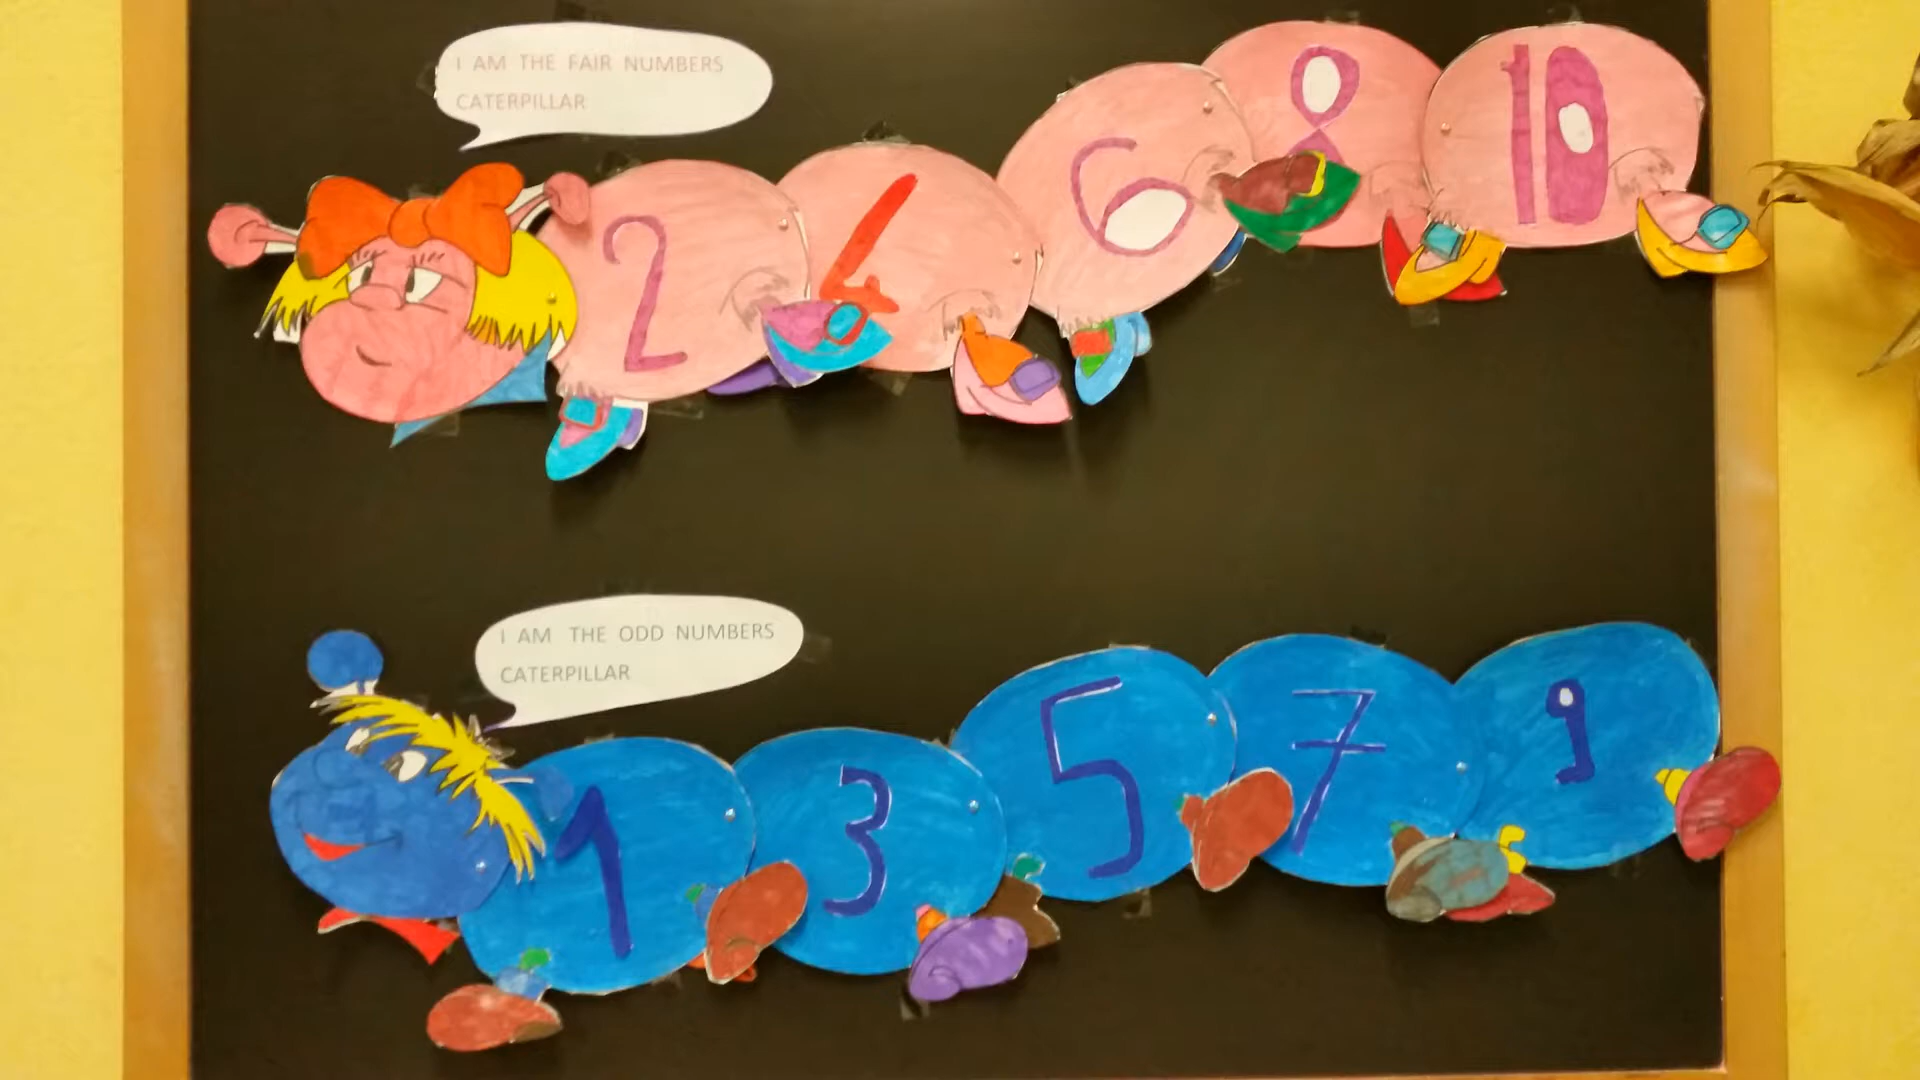 I AM THE FAIR NUMBERS
CATERPILLAR
2 4 6 8 10
I AM THE ODD NUMBERS
CATERPILLAR
1 3 5 7 9